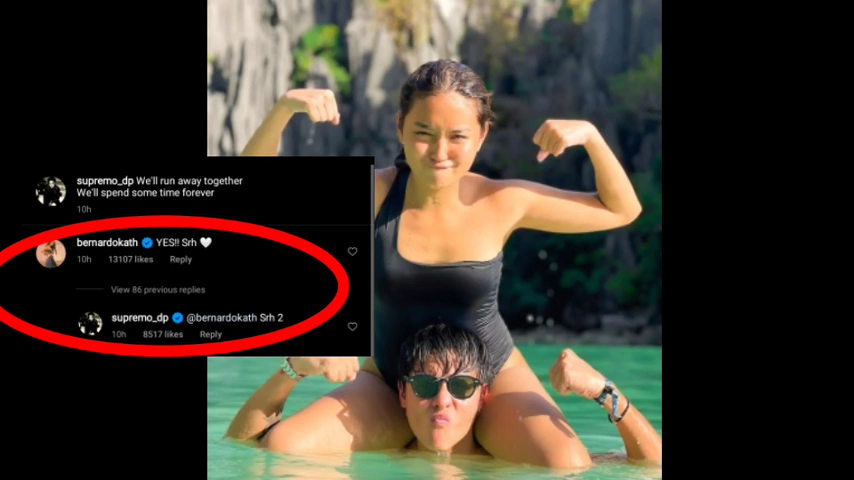 supremo_dp We'll run away together
We'll spend some time forever
10h
bernardokath YES!! Srh 🤍
10h 13107 likes Reply
View 86 previous replies
supremo_dp @bernardokath Srh 2
10h 8517 likes Reply